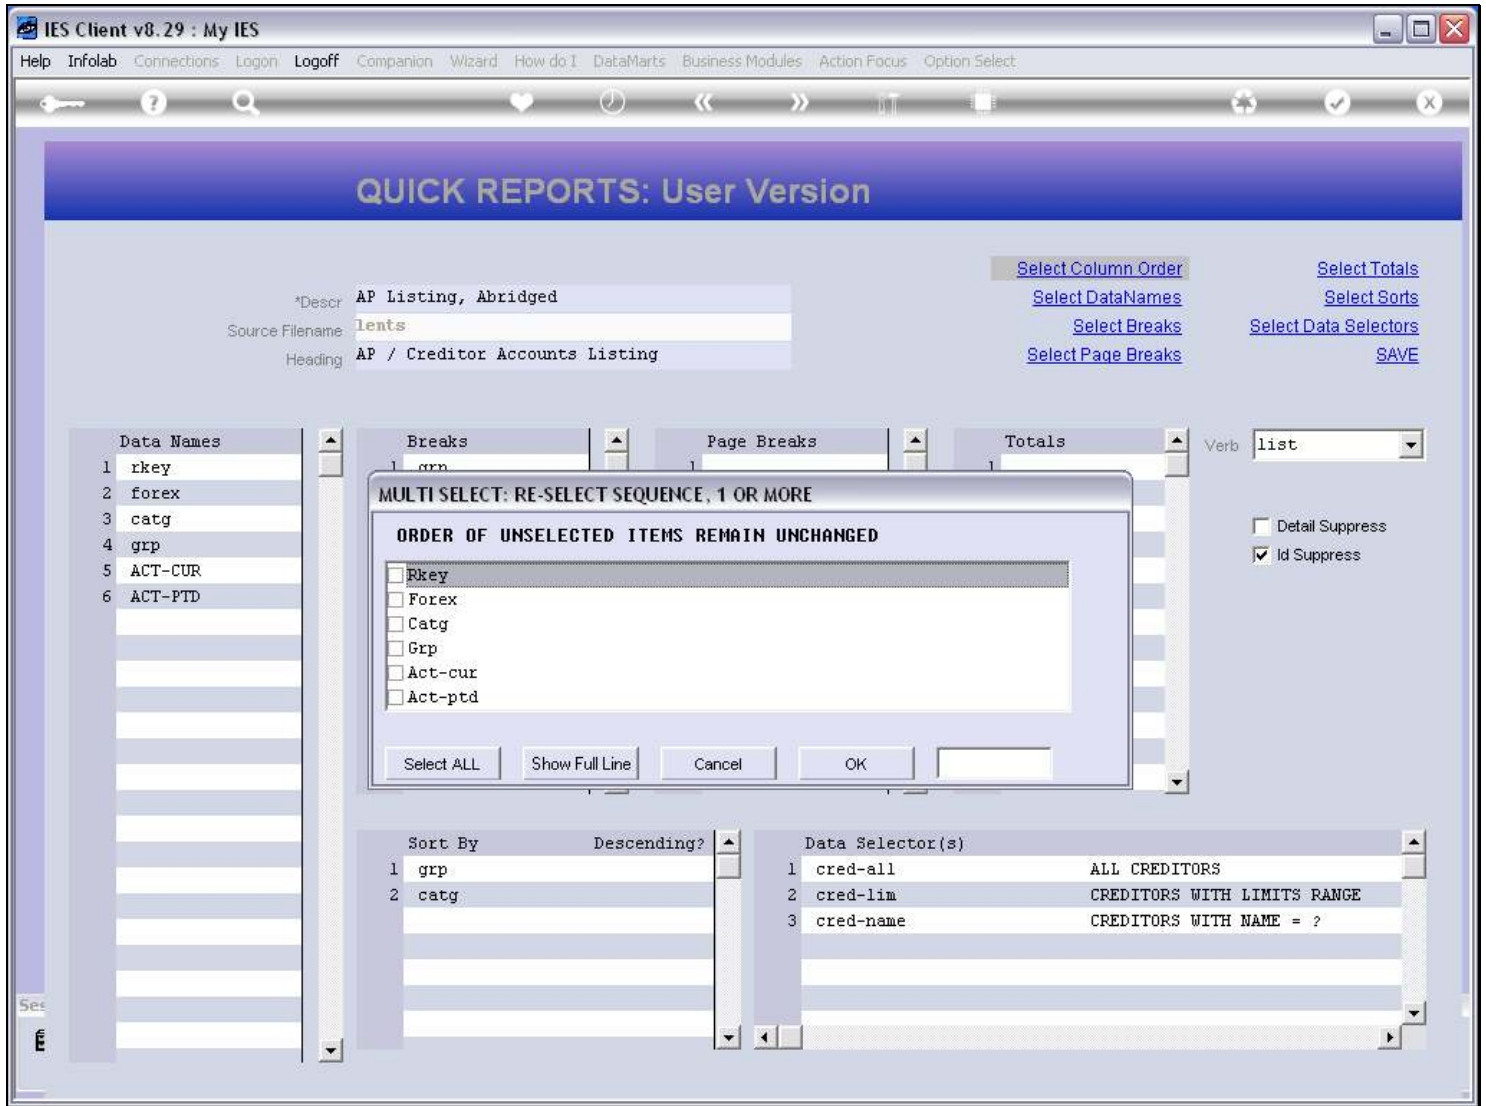 IES Client v8.29 : My IES
Help Infolab Connections Logon Logoff Companion Wizard How do I DataMarts Business Modules Action Focus Option Select
QUICK REPORTS: User Version
Select Column Order Select Totals
*Descr AP Listing, Abridged Select DataNames Select Sorts
Source Filename lents Select Breaks Select Data Selectors
Heading AP / Creditor Accounts Listing Select Page Breaks SAVE
Data Names Breaks Page Breaks Totals Verb list
1 rkey 1 grp 1 1
2 forex
3 catg
4 grp
5 ACT-CUR
6 ACT-PTD
Detail Suppress
Id Suppress
MULTI SELECT: RE-SELECT SEQUENCE, 1 OR MORE
ORDER OF UNSELECTED ITEMS REMAIN UNCHANGED
Rkey
Forex
Catg
Grp
Act-cur
Act-ptd
Select ALL Show Full Line Cancel OK
Sort By Descending?
1 grp
2 catg
Data Selector(s)
1 cred-all ALL CREDITORS
2 cred-lim CREDITORS WITH LIMITS RANGE
3 cred-name CREDITORS WITH NAME = ?